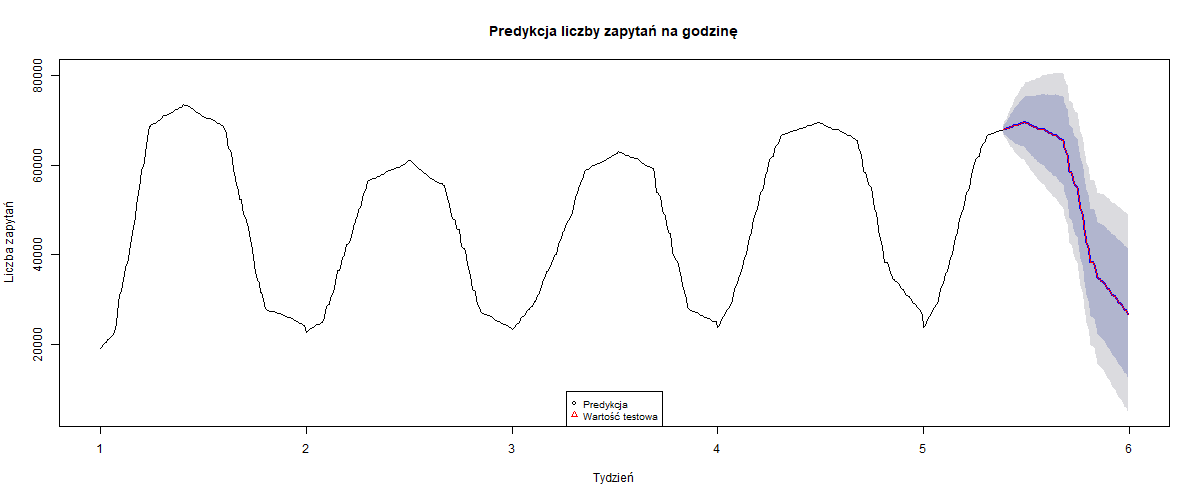 Predykcja liczby zapytań na godzinę
Liczba zapytań
80000
60000
40000
20000
1 2 3 4 5 6
Tydzień
Predykcja
Wartość testowa